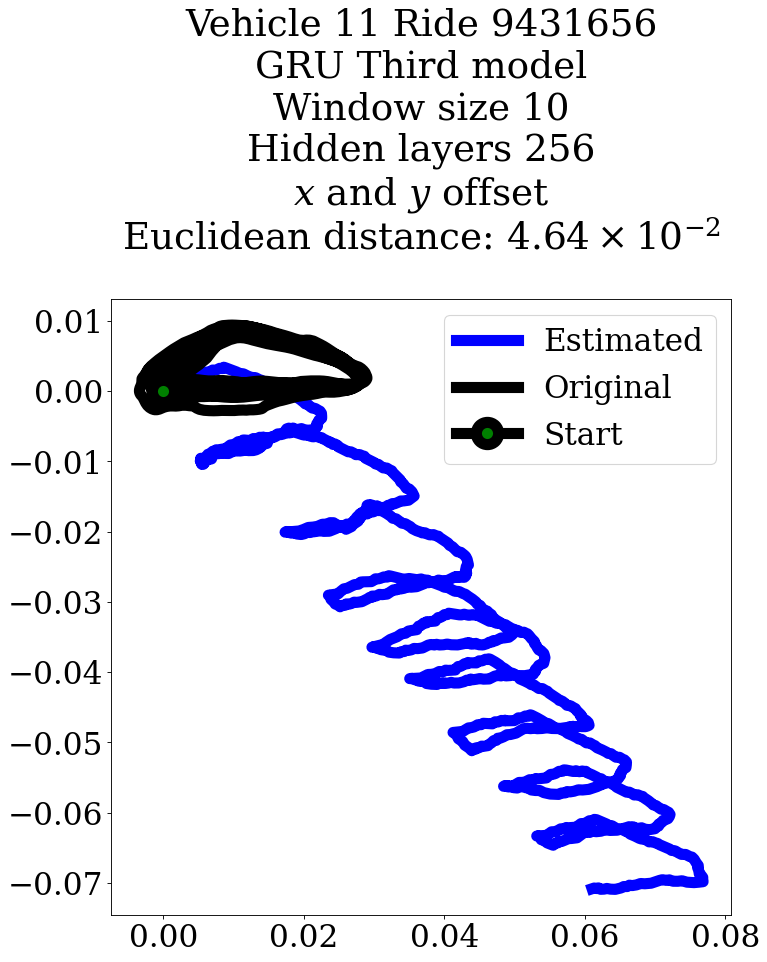 Vehicle 11 Ride 9431656
GRU Third model
Window size 10
Hidden layers 256
x and y offset
Euclidean distance: 4.64 × 10⁻²
Estimated
Original
Start
0.01
0.00
−0.01
−0.02
−0.03
−0.04
−0.05
−0.06
−0.07
0.00 0.02 0.04 0.06 0.08